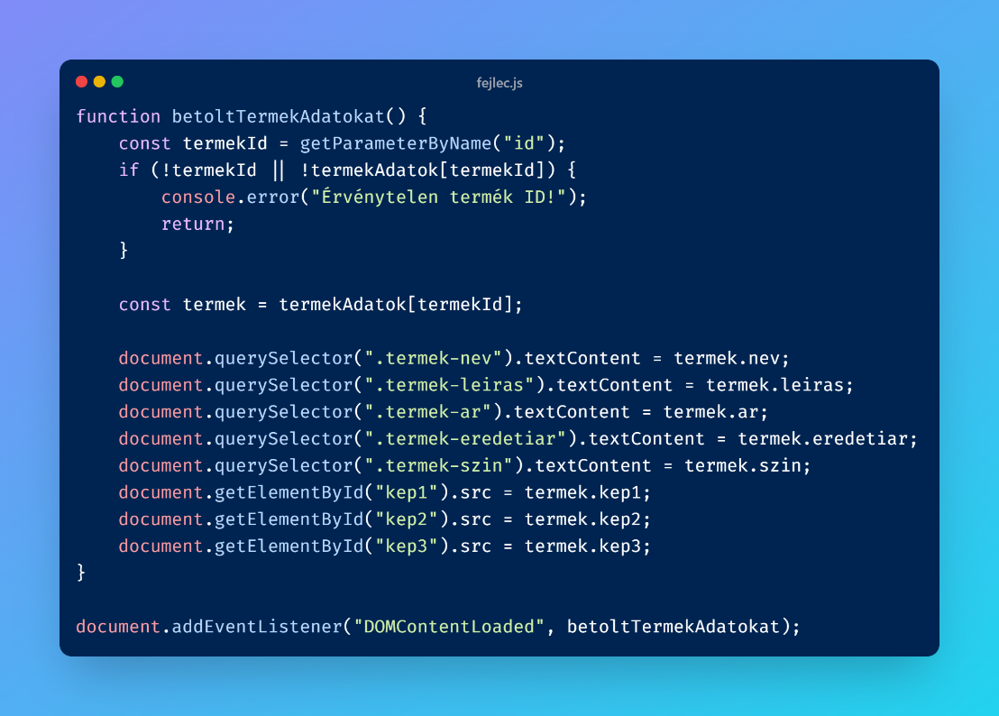 fejlec.js
function betoltTermekAdatokat() {
    const termekId = getParameterByName("id");
    if (!termekId || !termekAdatok[termekId]) {
        console.error("Érvénytelen termék ID!");
        return;
    }
    const termek = termekAdatok[termekId];
    document.querySelector(".termek-nev").textContent = termek.nev;
    document.querySelector(".termek-leiras").textContent = termek.leiras;
    document.querySelector(".termek-ar").textContent = termek.ar;
    document.querySelector(".termek-eredetiar").textContent = termek.eredetiar;
    document.querySelector(".termek-szin").textContent = termek.szin;
    document.getElementById("kep1").src = termek.kep1;
    document.getElementById("kep2").src = termek.kep2;
    document.getElementById("kep3").src = termek.kep3;
}
document.addEventListener("DOMContentLoaded", betoltTermekAdatokat);